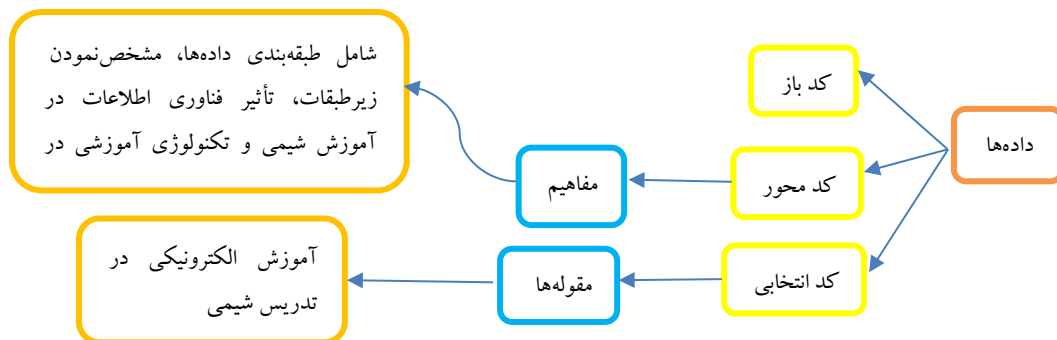 داده‌ها
کد باز
کد محور
کد انتخابی
مفاهیم
مقوله‌ها
شامل طبقه‌بندی داده‌ها، مشخص‌نمودن
زیرطبقات، تأثیر فناوری اطلاعات در
آموزش شیمی و تکنولوژی آموزشی در
آموزش الکترونیکی در
تدریس شیمی